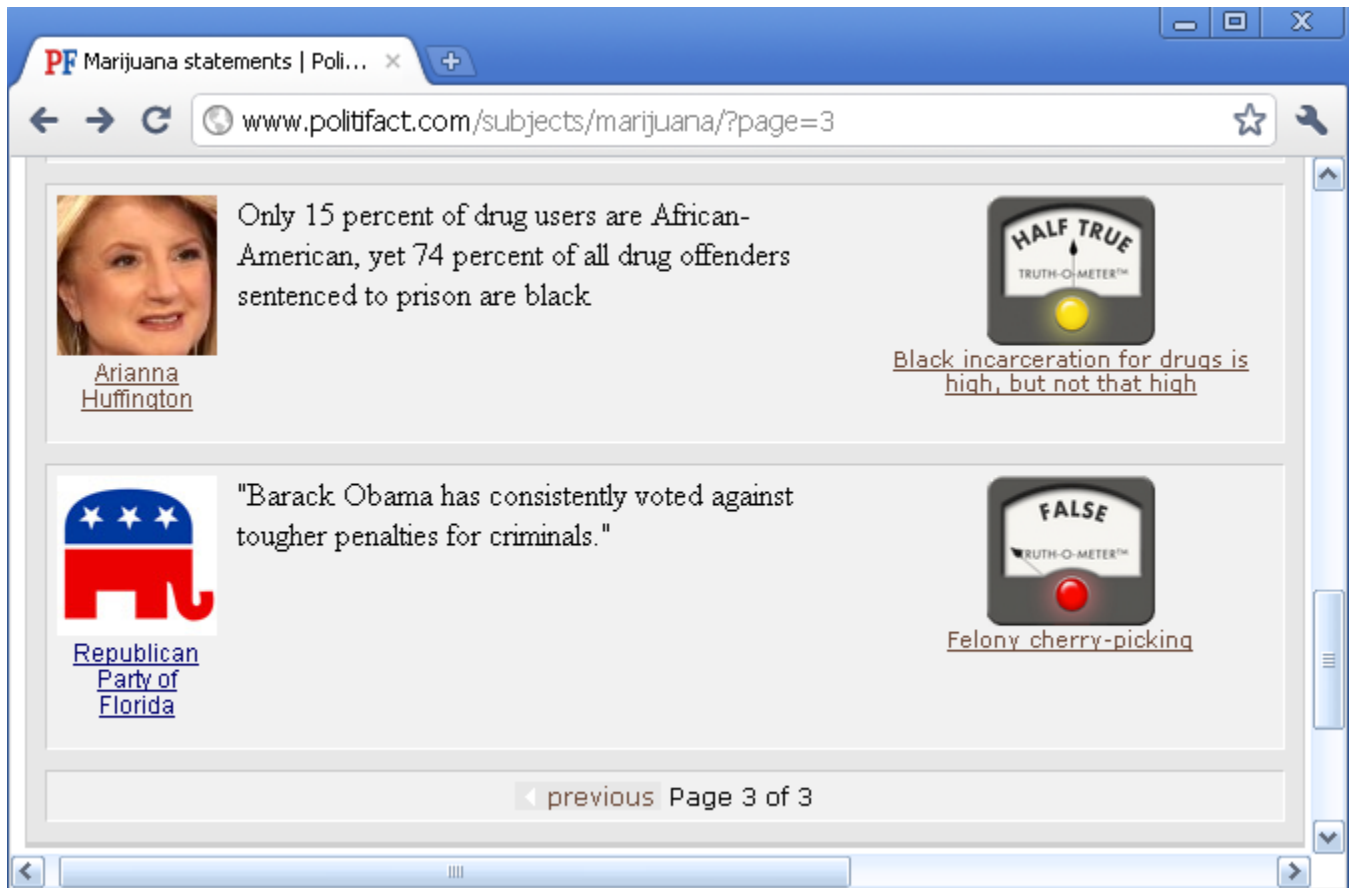 PF Marijuana statements | Poli...
www.politifact.com/subjects/marijuana/?page=3
Only 15 percent of drug users are African-
American, yet 74 percent of all drug offenders
sentenced to prison are black
Arianna
Huffington
HALF TRUE
TRUTH-O-METER™
Black incarceration for drugs is
high, but not that high
"Barack Obama has consistently voted against
tougher penalties for criminals."
Republican
Party of
Florida
FALSE
TRUTH-O-METER™
Felony cherry-picking
previous Page 3 of 3